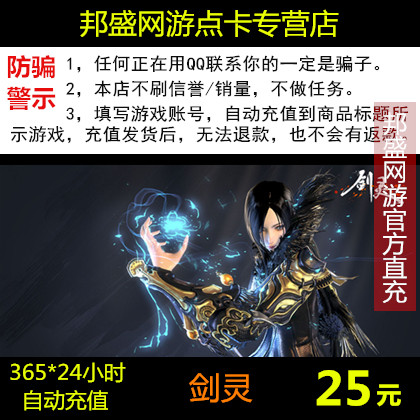 邦盛网游点卡专营店
防骗
警示
1，任何正在用QQ联系你的一定是骗子。
2，本店不刷信誉/销量，不做任务。
3，填写游戏账号，自动充值到商品标题所
示游戏，充值发货后，无法退款，也不会有返利。
剑灵
邦盛网游官方直充
365*24小时
自动充值
剑灵
25元